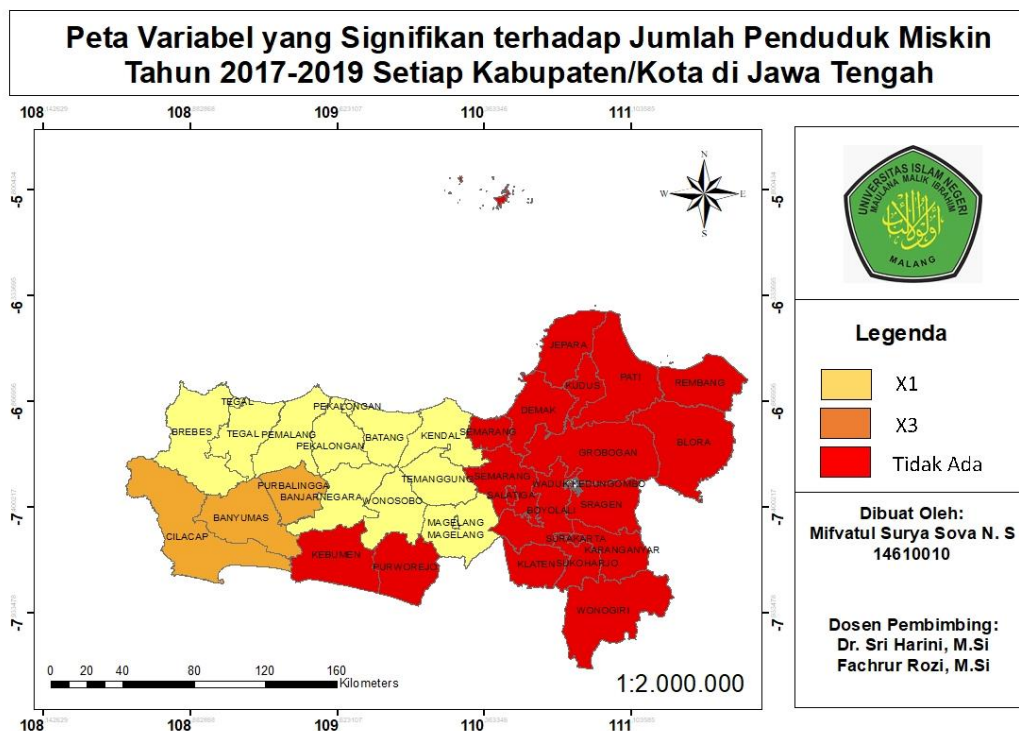 Peta Variabel yang Signifikan terhadap Jumlah Penduduk Miskin
Tahun 2017-2019 Setiap Kabupaten/Kota di Jawa Tengah
108 108 109 110 111
-5
-6
-6
-7
-7
N
W E
S
JEPARA
KUDUS
PATI
REMBANG
DEMAK
BLORA
GROBOGAN
TEGAL
PEKALONGAN
BREBES
TEGAL
PEMALANG
PEKALONGAN
BATANG
KENDAL
SEMARANG
SEMARANG
TEMANGGUNG
PURBALINGGA
BANJARNEGARA
WONOSOBO
SALATIGA
WADUK KEDUNGOMBO
BOYOLALI
SRAGEN
BANYUMAS
CILACAP
MAGELANG
MAGELANG
KEBUMEN
PURWOREJO
SURAKARTA
KARANGANYAR
KLATEN
SUKOHARJO
WONOGIRI
0 20 40 80 120 160
Kilometers
1:2.000.000
108 108 109 110 111
UNIVERSITAS ISLAM NEGERI
MAULANA MALIK IBRAHIM
MALANG
Legenda
X1
X3
Tidak Ada
Dibuat Oleh:
Mifvatul Surya Sova N. S
14610010
Dosen Pembimbing:
Dr. Sri Harini, M.Si
Fachrur Rozi, M.Si